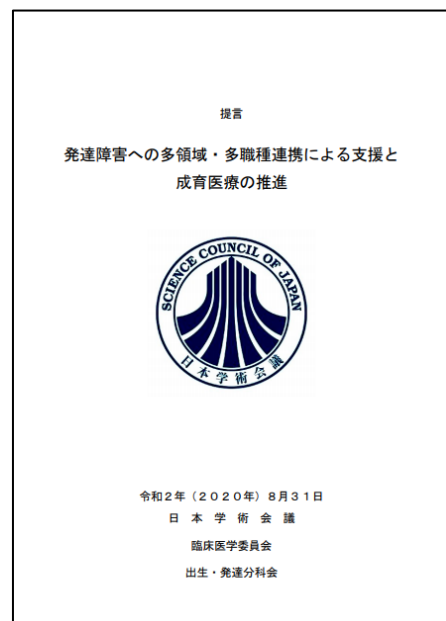 提言
発達障害への多領域・多職種連携による支援と
成育医療の推進
SCIENCE COUNCIL OF JAPAN
日本学術会議
令和2年（2020年）8月31日
日 本 学 術 会 議
臨床医学委員会
出生・発達分科会